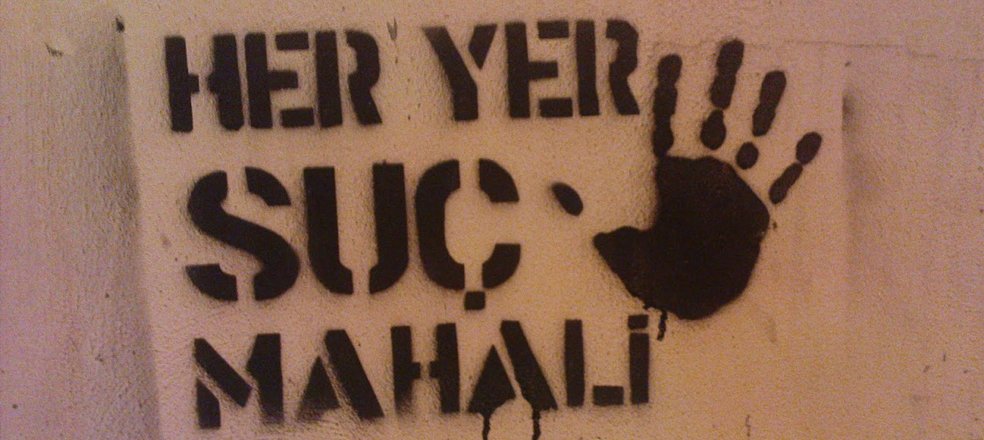 HER YER
SUÇ
MAHALİ